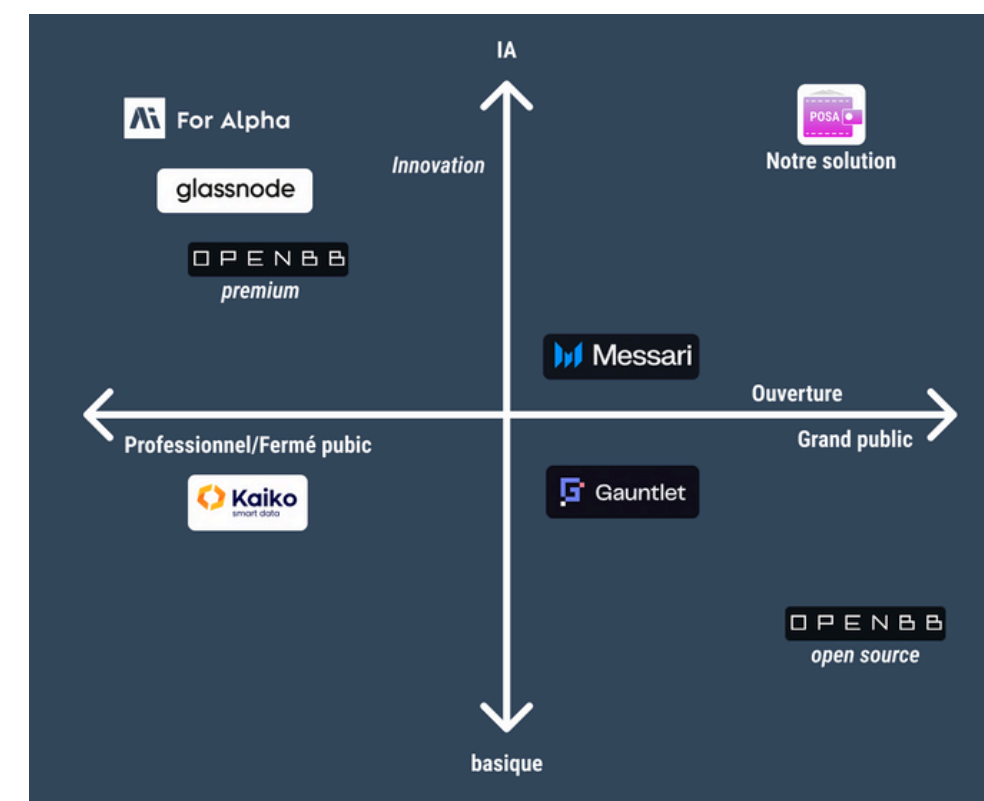 IA
For Alpha
POSA
Innovation
Notre solution
glassnode
OPENBB
premium
Messari
Ouverture
Professionnel/Fermé pubic
Grand public
Kaiko
smart data
Gauntlet
OPENBB
open source
basique